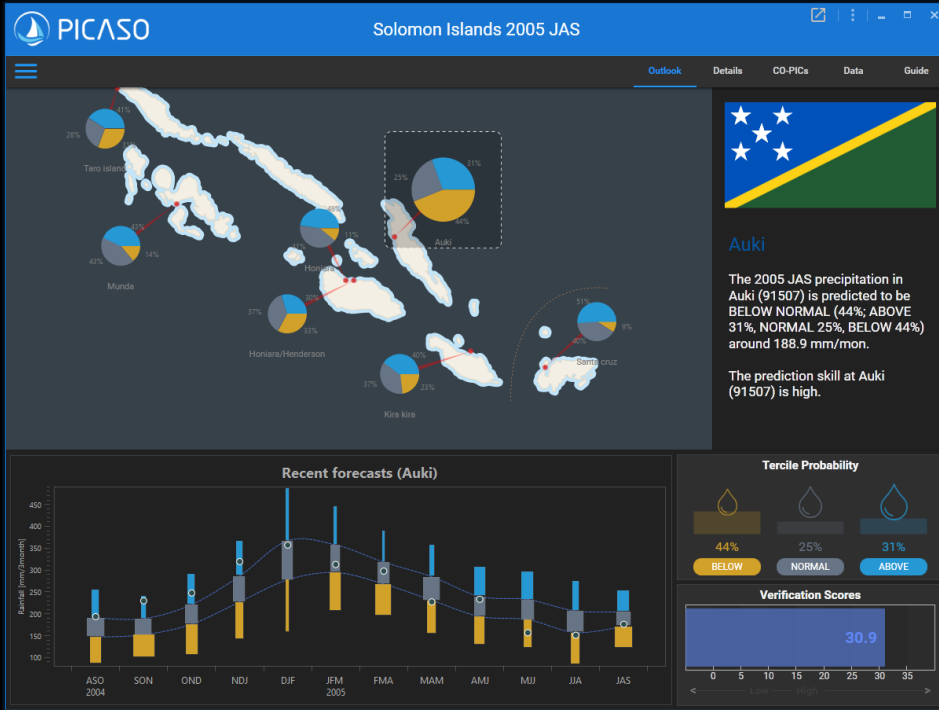 PICASO
Solomon Islands 2005 JAS
Outlook
Details
CO-PICs
Data
Guide
41%
28%
Taro island
43%
43%
14%
Munda
48%
11%
41%
Honiara
30%
37%
33%
Honiara/Henderson
31%
25%
44%
Auki
40%
37%
23%
Kira kira
51%
9%
40%
Santa cruz
Auki
The 2005 JAS precipitation in
Auki (91507) is predicted to be
BELOW NORMAL (44%; ABOVE
31%, NORMAL 25%, BELOW 44%)
around 188.9 mm/mon.
The prediction skill at Auki
(91507) is high.
Recent forecasts (Auki)
Rainfall [mm/3month]
450
400
350
300
250
200
150
100
ASO
2004
SON
OND
NDJ
DJF
JFM
2005
FMA
MAM
AMJ
MJJ
JJA
JAS
Tercile Probability
44%
25%
31%
BELOW
NORMAL
ABOVE
Verification Scores
30.9
0 5 10 15 20 25 30 35
< Low High >